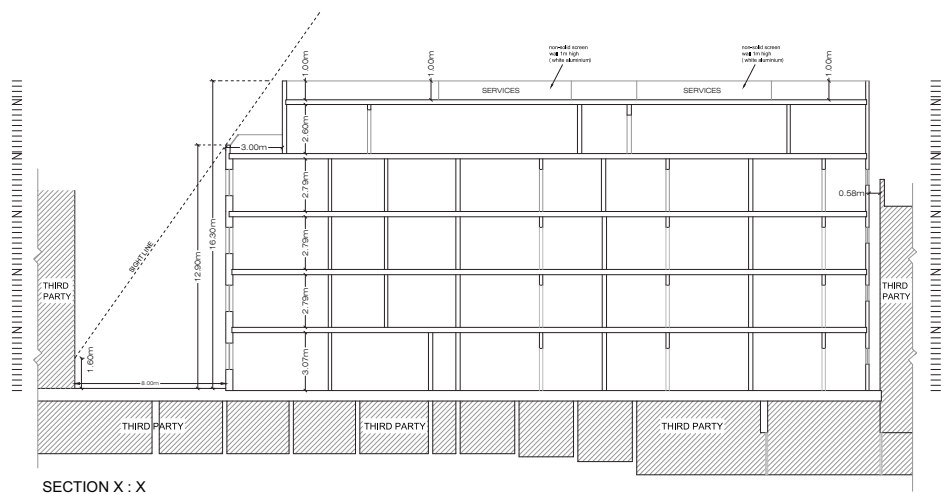 non-solid screen
wall 1m high
( white aluminium)
non-solid screen
wall 1m high
( white aluminium)
1.00m
1.00m
1.00m
SERVICES
SERVICES
2.60m
3.00m
2.79m
0.58m
16.30m
2.79m
SIGHTLINE
12.90m
THIRD
PARTY
THIRD
PARTY
2.79m
1.60m
3.07m
8.00m
THIRD PARTY
THIRD PARTY
THIRD PARTY
SECTION X : X